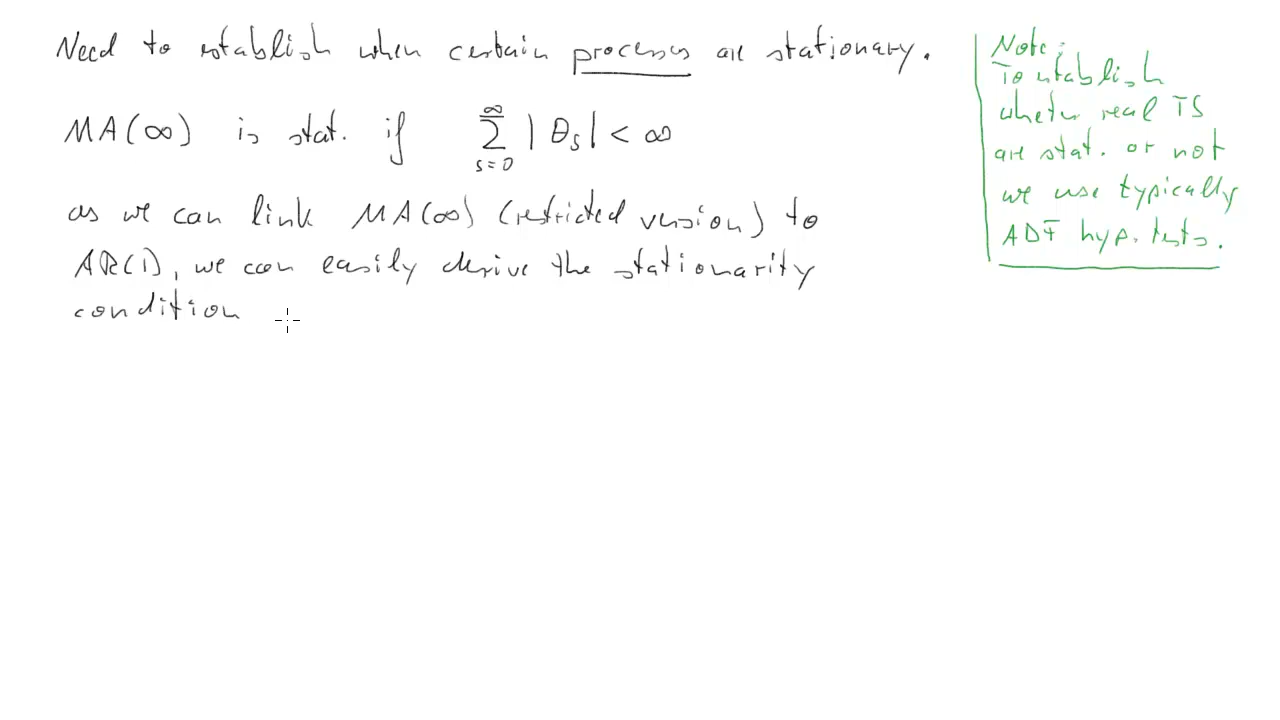 Need to establish when certain processes are stationary.
MA(∞) is stat. if ∞ Σ s=0 | θs | < ∞
as we can link MA(∞) (restricted version) to
AR(1), we can easily derive the stationarity
condition
Note:
To establish
whether real TS
are stat. or not
we use typically
ADF hyp. tests.